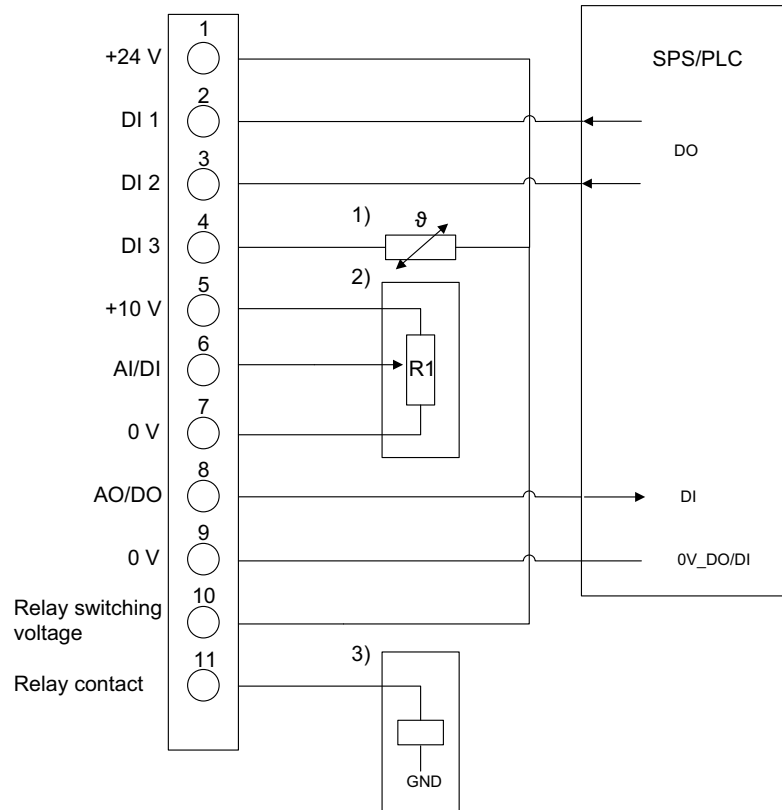 1
+24 V
SPS/PLC
2
DI 1
DO
3
DI 2
1)
ϑ
4
DI 3
2)
5
+10 V
6
AI/DI
R1
7
0 V
8
AO/DO
DI
9
0 V
0V_DO/DI
10
Relay switching
voltage
11
3)
Relay contact
GND